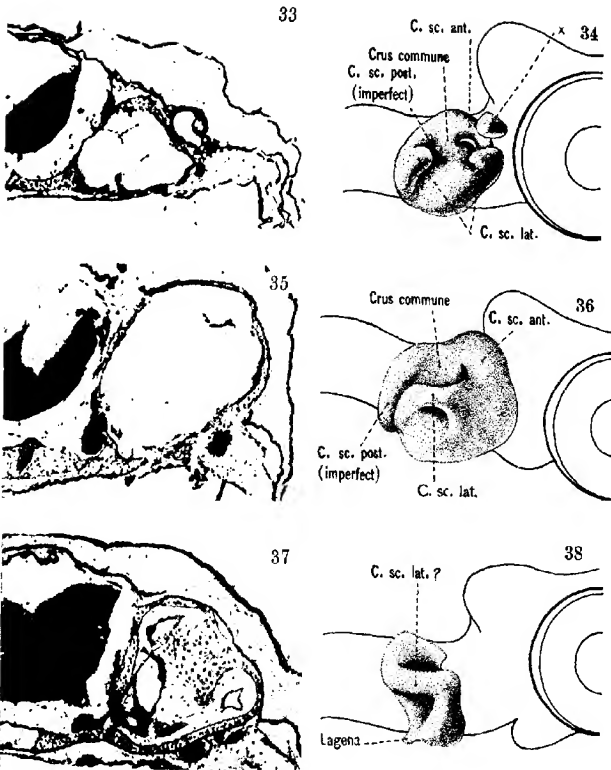 33
34
C. sc. ant.
x
Crus commune
C. sc. post.
(imperfect)
C. sc. lat.
35
36
Crus commune
C. sc. ant.
C. sc. post.
(imperfect)
C. sc. lat.
37
38
C. sc. lat. ?
Lagena